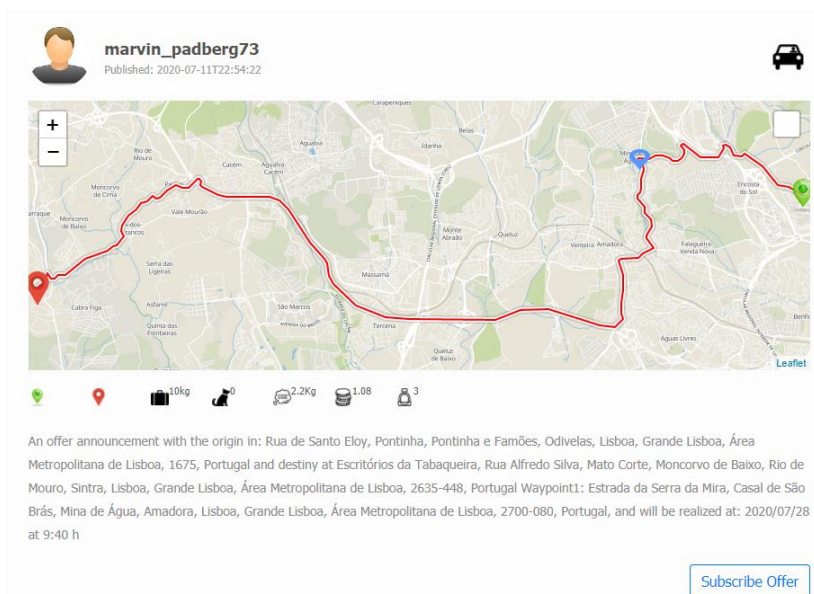 marvin_padberg73
Published: 2020-07-11T22:54:22
+
−
Carapenques
Belas
Agualva
Idanha
Rio de
Mouro
Cacém
Agualva-
Cacém
Moncorvo
de Cima
Encosta
do Sol
Vale Mourão
Moncorvo
de Baixo
Monte
Abraão
Queluz
Venteira
Amadora
Falagueira-
Venda Nova
Serra das
Ligeiras
Massamá
Cabra Figa
Asfamil
São Marcos
Quinta das
Estribeiras
Tercena
Queluz
de Baixo
Águas Livres
Leaflet
10kg 0 2.2Kg 1.08 3
An offer announcement with the origin in: Rua de Santo Eloy, Pontinha, Pontinha e Famões, Odivelas, Lisboa, Grande Lisboa, Área
Metropolitana de Lisboa, 1675, Portugal and destiny at Escritórios da Tabaqueira, Rua Alfredo Silva, Mato Corte, Moncorvo de Baixo, Rio de
Mouro, Sintra, Lisboa, Grande Lisboa, Área Metropolitana de Lisboa, 2635-448, Portugal Waypoint1: Estrada da Serra da Mira, Casal de São
Brás, Mina de Água, Amadora, Lisboa, Grande Lisboa, Área Metropolitana de Lisboa, 2700-080, Portugal, and will be realized at: 2020/07/28
at 9:40 h
Subscribe Offer